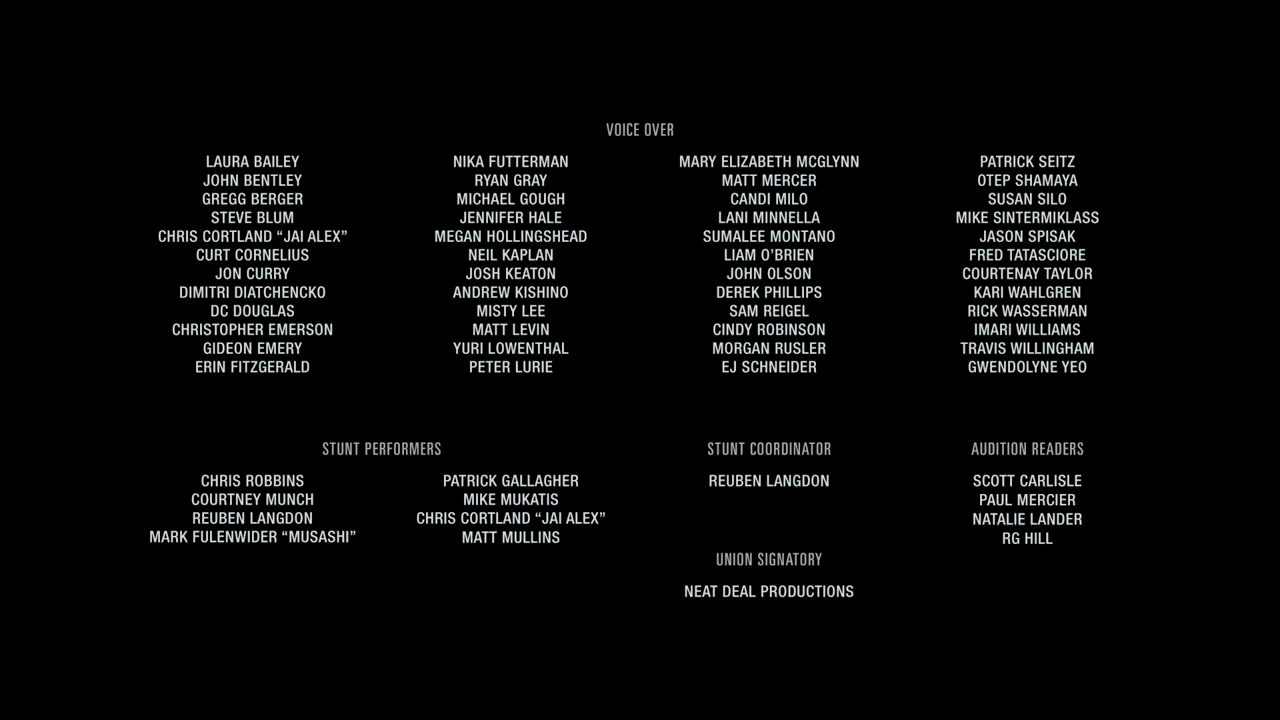 VOICE OVER
LAURA BAILEY
JOHN BENTLEY
GREGG BERGER
STEVE BLUM
CHRIS CORTLAND “JAI ALEX”
CURT CORNELIUS
JON CURRY
DIMITRI DIATCHENCKO
DC DOUGLAS
CHRISTOPHER EMERSON
GIDEON EMERY
ERIN FITZGERALD
NIKA FUTTERMAN
RYAN GRAY
MICHAEL GOUGH
JENNIFER HALE
MEGAN HOLLINGSHEAD
NEIL KAPLAN
JOSH KEATON
ANDREW KISHINO
MISTY LEE
MATT LEVIN
YURI LOWENTHAL
PETER LURIE
MARY ELIZABETH MCGLYNN
MATT MERCER
CANDI MILO
LANI MINNELLA
SUMALEE MONTANO
LIAM O’BRIEN
JOHN OLSON
DEREK PHILLIPS
SAM REIGEL
CINDY ROBINSON
MORGAN RUSLER
EJ SCHNEIDER
PATRICK SEITZ
OTEP SHAMAYA
SUSAN SILO
MIKE SINTERMIKLASS
JASON SPISAK
FRED TATASCIORE
COURTENAY TAYLOR
KARI WAHLGREN
RICK WASSERMAN
IMARI WILLIAMS
TRAVIS WILLINGHAM
GWENDOLYNE YEO
STUNT PERFORMERS
CHRIS ROBBINS
COURTNEY MUNCH
REUBEN LANGDON
MARK FULENWIDER “MUSASHI”
PATRICK GALLAGHER
MIKE MUKATIS
CHRIS CORTLAND “JAI ALEX”
MATT MULLINS
STUNT COORDINATOR
REUBEN LANGDON
UNION SIGNATORY
NEAT DEAL PRODUCTIONS
AUDITION READERS
SCOTT CARLISLE
PAUL MERCIER
NATALIE LANDER
RG HILL